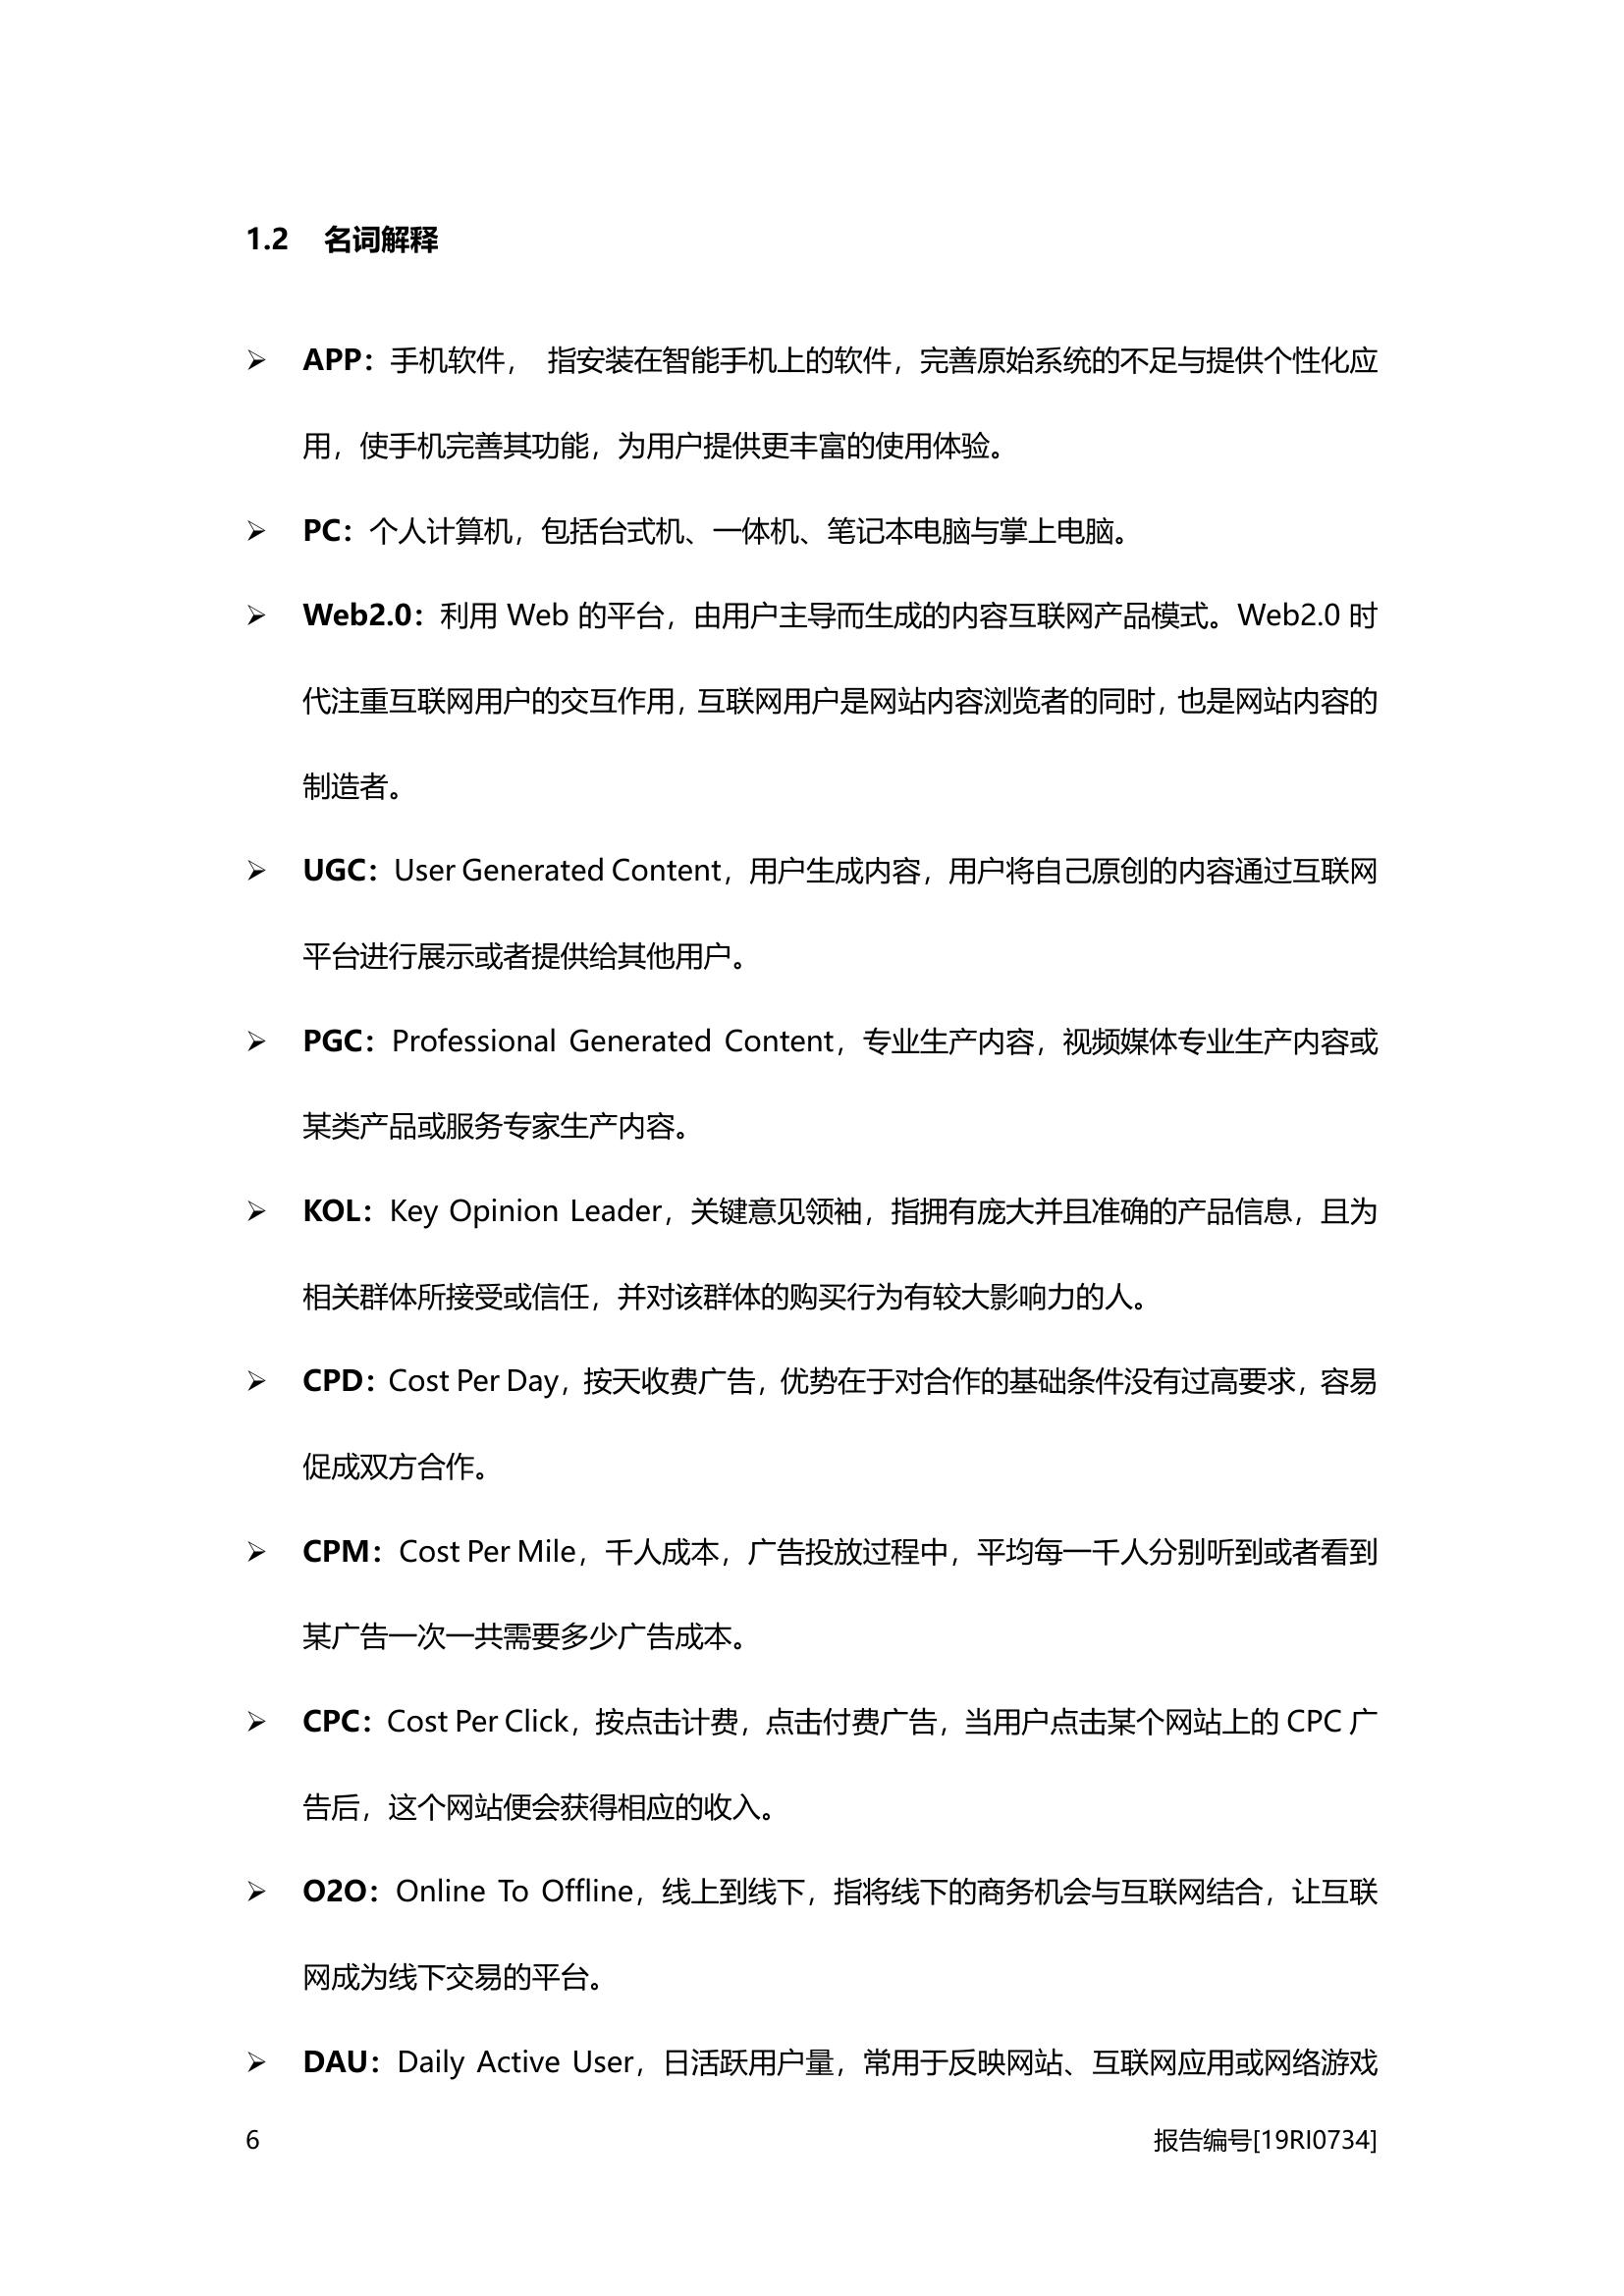 1.2 名词解释
➢ APP：手机软件， 指安装在智能手机上的软件，完善原始系统的不足与提供个性化应
用，使手机完善其功能，为用户提供更丰富的使用体验。
➢ PC：个人计算机，包括台式机、一体机、笔记本电脑与掌上电脑。
➢ Web2.0：利用 Web 的平台，由用户主导而生成的内容互联网产品模式。Web2.0 时
代注重互联网用户的交互作用，互联网用户是网站内容浏览者的同时，也是网站内容的
制造者。
➢ UGC：User Generated Content，用户生成内容，用户将自己原创的内容通过互联网
平台进行展示或者提供给其他用户。
➢ PGC：Professional Generated Content，专业生产内容，视频媒体专业生产内容或
某类产品或服务专家生产内容。
➢ KOL：Key Opinion Leader，关键意见领袖，指拥有庞大并且准确的产品信息，且为
相关群体所接受或信任，并对该群体的购买行为有较大影响力的人。
➢ CPD：Cost Per Day，按天收费广告，优势在于对合作的基础条件没有过高要求，容易
促成双方合作。
➢ CPM：Cost Per Mile，千人成本，广告投放过程中，平均每一千人分别听到或者看到
某广告一次一共需要多少广告成本。
➢ CPC：Cost Per Click，按点击计费，点击付费广告，当用户点击某个网站上的 CPC 广
告后，这个网站便会获得相应的收入。
➢ O2O：Online To Offline，线上到线下，指将线下的商务机会与互联网结合，让互联
网成为线下交易的平台。
➢ DAU：Daily Active User，日活跃用户量，常用于反映网站、互联网应用或网络游戏
6 报告编号[19RI0734]